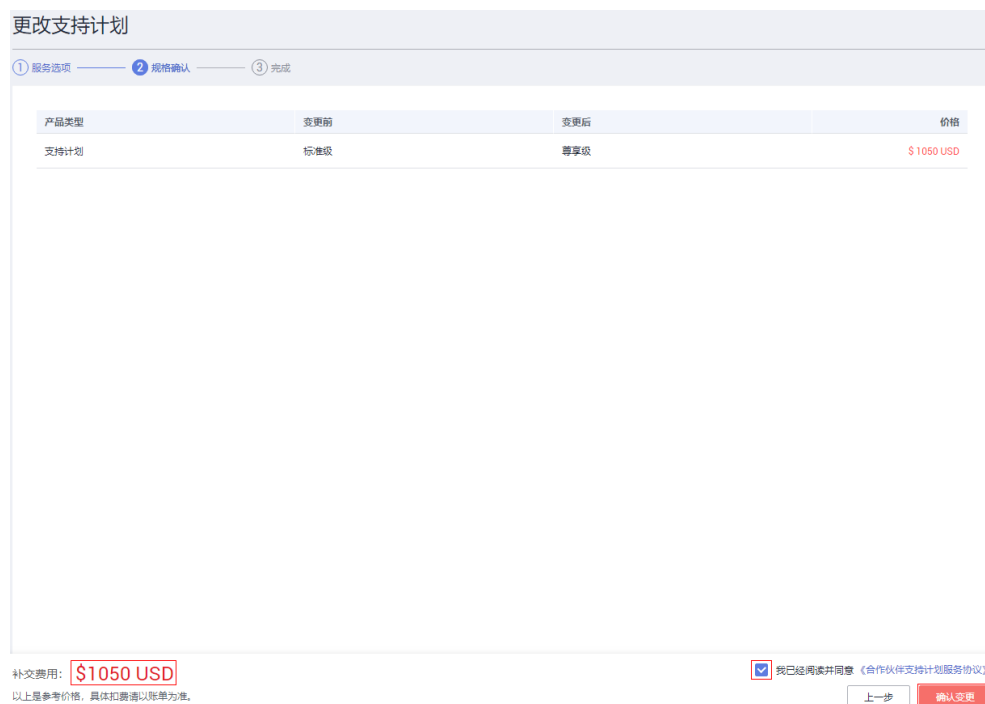 更改支持计划
1 服务选项 2 规格确认 3 完成
产品类型 变更前 变更后 价格
支持计划 标准级 尊享级 $ 1050 USD
补交费用: $1050 USD 我已经阅读并同意 《合作伙伴支持计划服务协议》
以上是参考价格，具体扣费请以账单为准。
上一步 确认变更